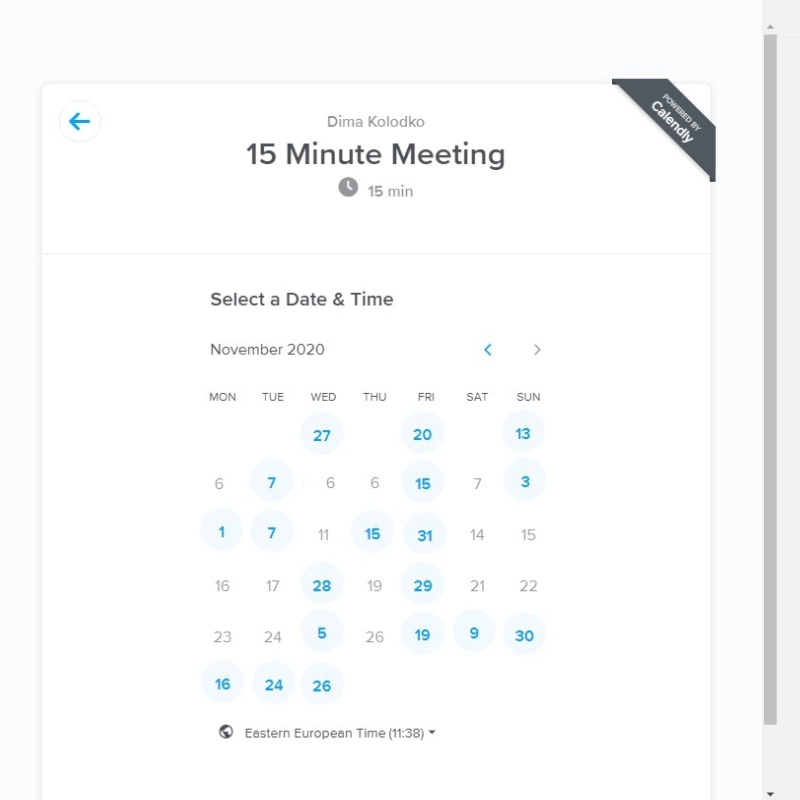 POWERED BY
Calendly
Dima Kolodko
15 Minute Meeting
15 min
Select a Date & Time
November 2020
MON TUE WED THU FRI SAT SUN
27 20 13
6 7 6 6 15 7 3
1 7 11 15 31 14 15
16 17 28 19 29 21 22
23 24 5 26 19 9 30
16 24 26
Eastern European Time (11:38)